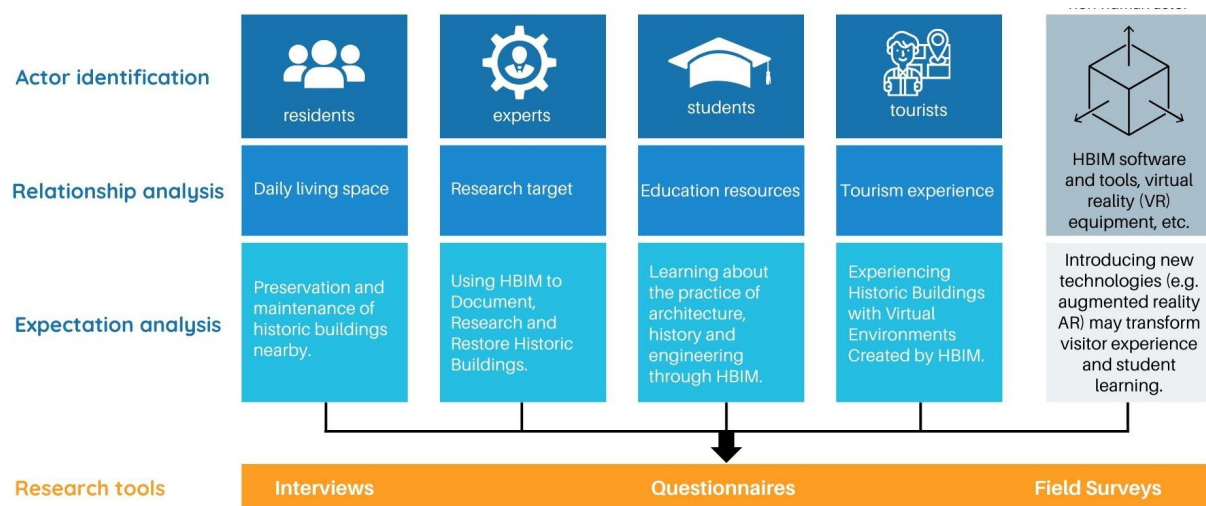 non-human actor
Actor identification
residents
experts
students
tourists
Relationship analysis
Daily living space
Research target
Education resources
Tourism experience
HBIM software
and tools, virtual
reality (VR)
equipment, etc.
Expectation analysis
Preservation and
maintenance of
historic buildings
nearby.
Using HBIM to
Document,
Research and
Restore Historic
Buildings.
Learning about
the practice of
architecture,
history and
engineering
through HBIM.
Experiencing
Historic Buildings
with Virtual
Environments
Created by HBIM.
Introducing new
technologies (e.g.
augmented reality
AR) may transform
visitor experience
and student
learning.
Research tools
Interviews
Questionnaires
Field Surveys